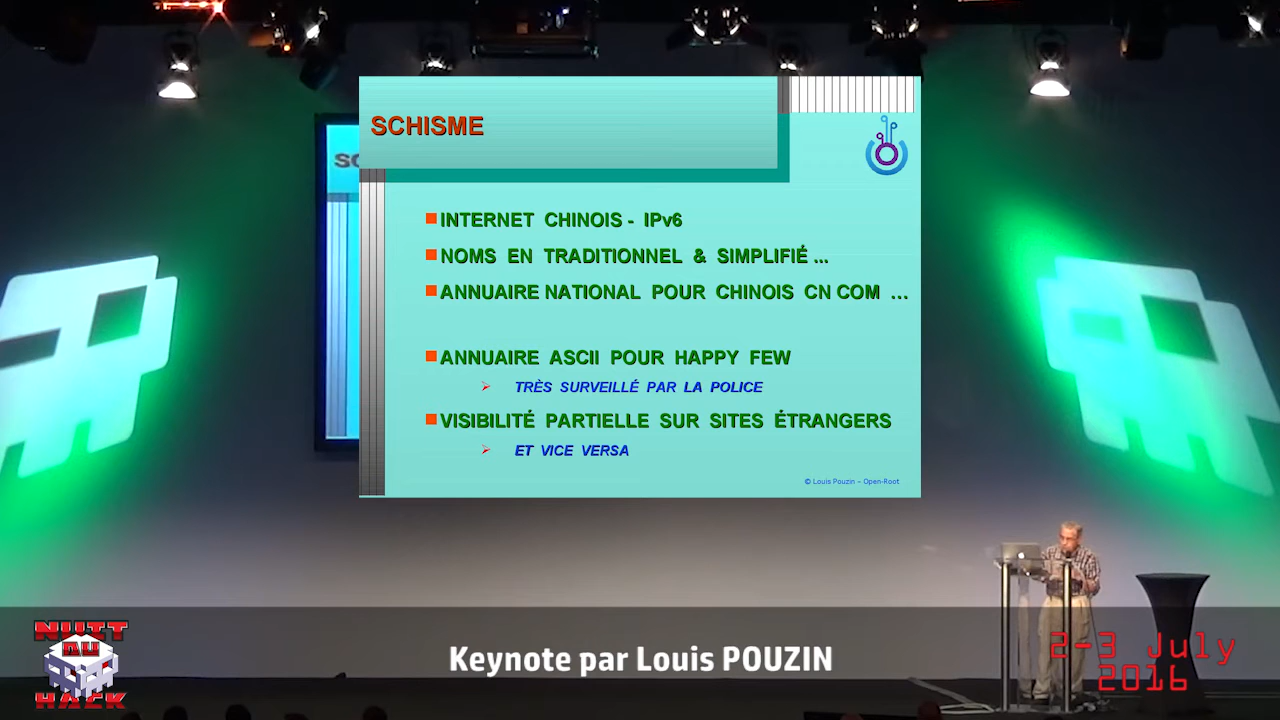 SCHISME
SC
INTERNET CHINOIS - IPv6
NOMS EN TRADITIONNEL & SIMPLIFIÉ ...
ANNUAIRE NATIONAL POUR CHINOIS CN COM …
ANNUAIRE ASCII POUR HAPPY FEW
TRÈS SURVEILLÉ PAR LA POLICE
VISIBILITÉ PARTIELLE SUR SITES ÉTRANGERS
ET VICE VERSA
© Louis Pouzin – Open-Root
NUIT
DU
HACK
Keynote par Louis POUZIN
2-3 July
2016